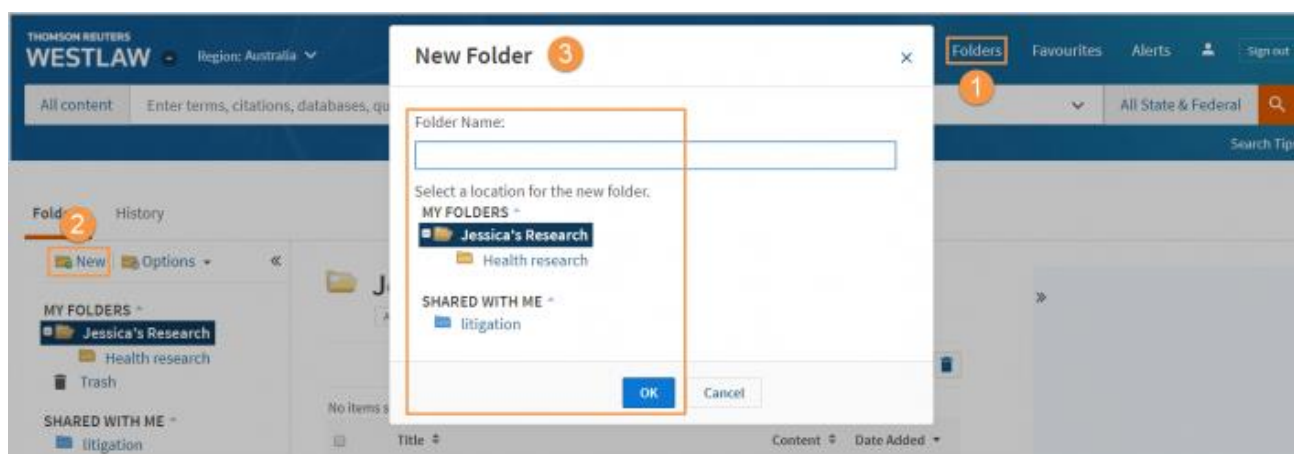 THOMSON REUTERS
WESTLAW Region: Australia
Folders Favourites Alerts Sign out
1
All content Enter terms, citations, databases, All State & Federal
Search
Folders History
2
New Options
MY FOLDERS
Jessica's Research
Health research
Trash
SHARED WITH ME
litigation
New Folder 3
×
Folder Name:
Select a location for the new folder.
MY FOLDERS
Jessica's Research
Health research
SHARED WITH ME
litigation
OK Cancel
No items
Title Content Date Added